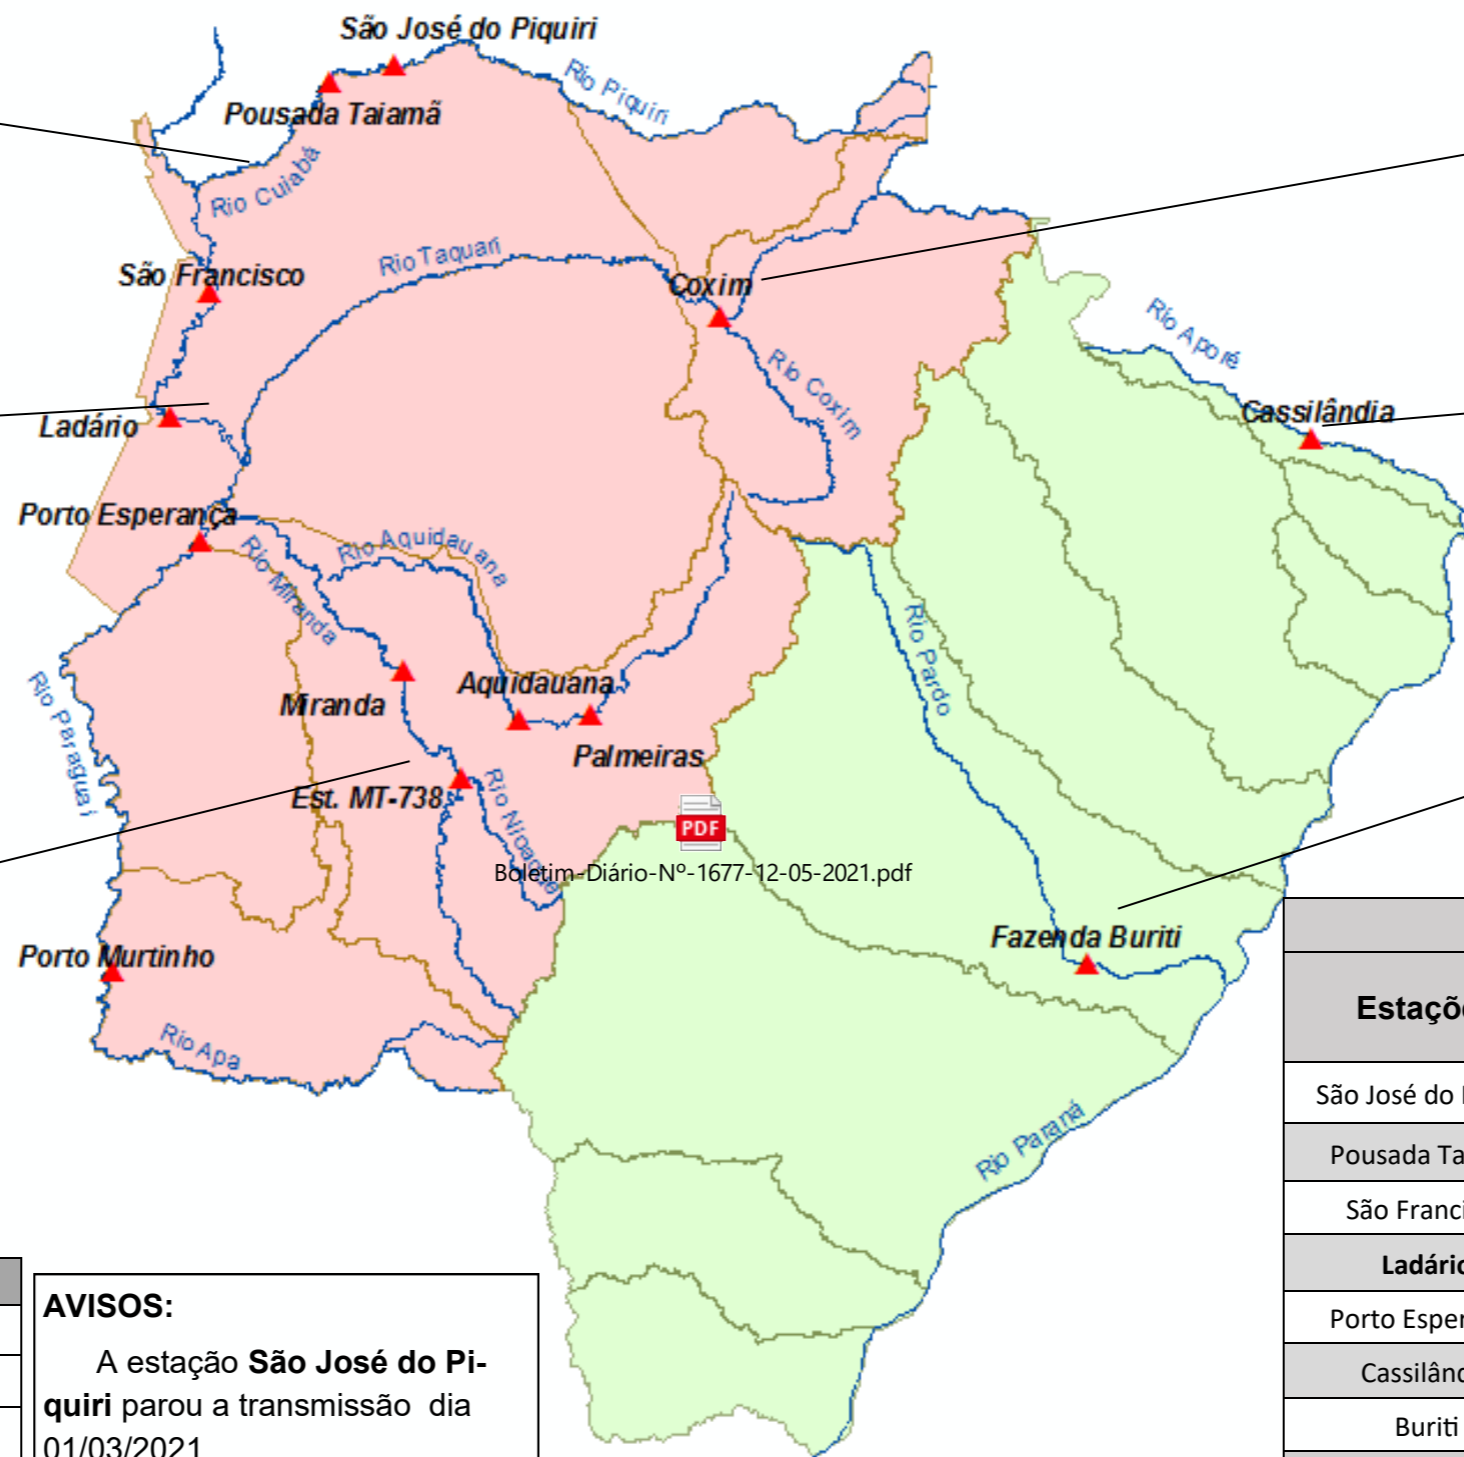 São José do Piquiri
Rio Piquiri
Pousada Taiamã
Rio Cuiabá
Rio Taquari
São Francisco
Coxim
Rio Aporé
Rio Coxim
Cassilândia
Ladário
Porto Esperança
Rio Aquidauana
Rio Miranda
Rio Pardo
Aquidauana
Miranda
Rio Paraguai
Palmeiras
Est. MT-738
Rio Nioaque
PDF
Boletim-Diário-Nº-1677-12-05-2021.pdf
Fazenda Buriti
Porto Murtinho
Rio Apa
Rio Paraná
Estaçõ
São José do
Pousada Ta
São Franci
Ladário
Porto Esper
Cassilând
Buriti
AVISOS:
A estação São José do Pi-
quiri parou a transmissão dia
01/03/2021